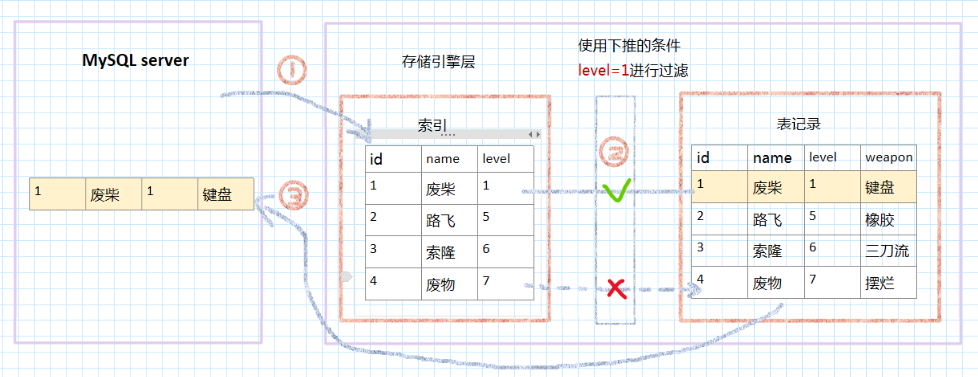 MySQL server
①
1 废柴 1 键盘
③
存储引擎层
使用下推的条件
level=1进行过滤
②
索引
id name level
1 废柴 1
2 路飞 5
3 索隆 6
4 废物 7
表记录
id name level weapon
1 废柴 1 键盘
2 路飞 5 橡胶
3 索隆 6 三刀流
4 废物 7 摆烂